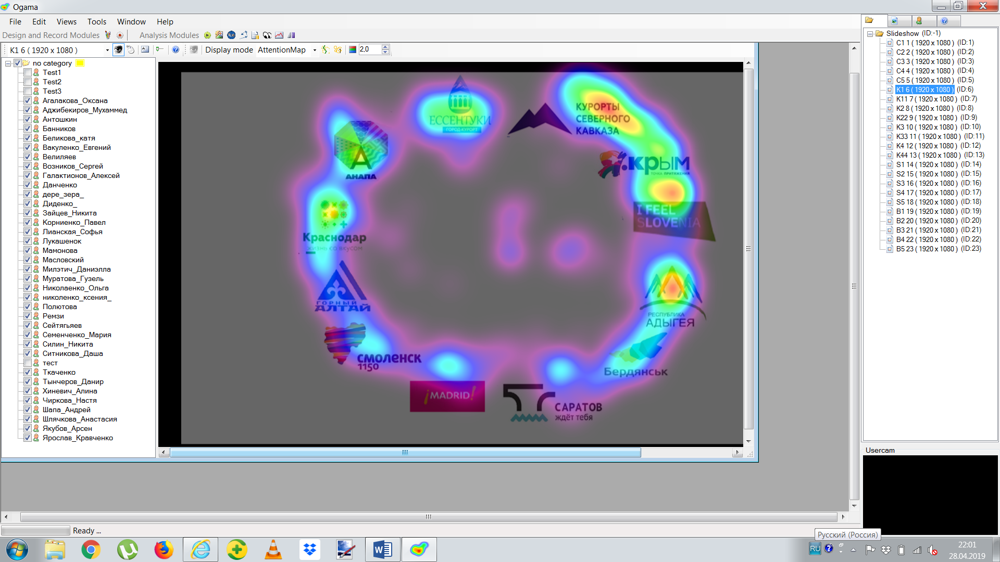 Ogama
File Edit Views Tools Window Help
Design and Record Modules Analysis Modules
K1 6 ( 1920 x 1080 ) Display mode AttentionMap 2,0
no category
Test1
Test2
Test3
Агалакова_Оксана
Аджибекиров_Мухаммед
Антошкин
Банников
Беликова_катя
Вакуленко_Евгений
Велиляев
Возников_Сергей
Галактионов_Алексей
Данченко
дере_зера_
Диденко_
Зайцев_Никита
Корниенко_Павел
Лианская_Софья
Лукашенок
Мамонова
Масловский
Милэтич_Даниэлла
Муратова_Гузель
Николаенко_Ольга
николенко_ксения_
Полютова
Ремзи
Сейтягьяев
Семенченко_Мария
Силин_Никита
Ситникова_Даша
тест
Ткаченко
Тынчеров_Данир
Хиневич_Алина
Чиркова_Настя
Шапа_Андрей
Шлячкова_Анастасия
Якубов_Арсен
Ярослав_Кравченко
ЕССЕНТУКИ
ГОРОД-КУРОРТ
КУРОРТЫ
СЕВЕРНОГО
КАВКАЗА
А
АНАПА
КРЫМ
ТОЧКА ПРИТЯЖЕНИЯ
I FEEL
SLOVENIA
Краснодар
жизнь со вкусом
ГОРНЫЙ
АЛТАЙ
РЕСПУБЛИКА
АДЫГЕЯ
СМОЛЕНСК
1150
Бердянськ
¡MADRID!
САРАТОВ
ждёт тебя
Slideshow (ID:-1)
C1 1 ( 1920 x 1080 ) (ID:1)
C2 2 ( 1920 x 1080 ) (ID:2)
C3 3 ( 1920 x 1080 ) (ID:3)
C4 4 ( 1920 x 1080 ) (ID:4)
C5 5 ( 1920 x 1080 ) (ID:5)
K1 6 ( 1920 x 1080 ) (ID:6)
K11 7 ( 1920 x 1080 ) (ID:7)
K2 8 ( 1920 x 1080 ) (ID:8)
K22 9 ( 1920 x 1080 ) (ID:9)
K3 10 ( 1920 x 1080 ) (ID:10)
K33 11 ( 1920 x 1080 ) (ID:11)
K4 12 ( 1920 x 1080 ) (ID:12)
K44 13 ( 1920 x 1080 ) (ID:13)
S1 14 ( 1920 x 1080 ) (ID:14)
S2 15 ( 1920 x 1080 ) (ID:15)
S3 16 ( 1920 x 1080 ) (ID:16)
S4 17 ( 1920 x 1080 ) (ID:17)
S5 18 ( 1920 x 1080 ) (ID:18)
B1 19 ( 1920 x 1080 ) (ID:19)
B2 20 ( 1920 x 1080 ) (ID:20)
B3 21 ( 1920 x 1080 ) (ID:21)
B4 22 ( 1920 x 1080 ) (ID:22)
B5 23 ( 1920 x 1080 ) (ID:23)
Usercam
Ready ...
Русский (Россия)
RU
22:01
28.04.2019